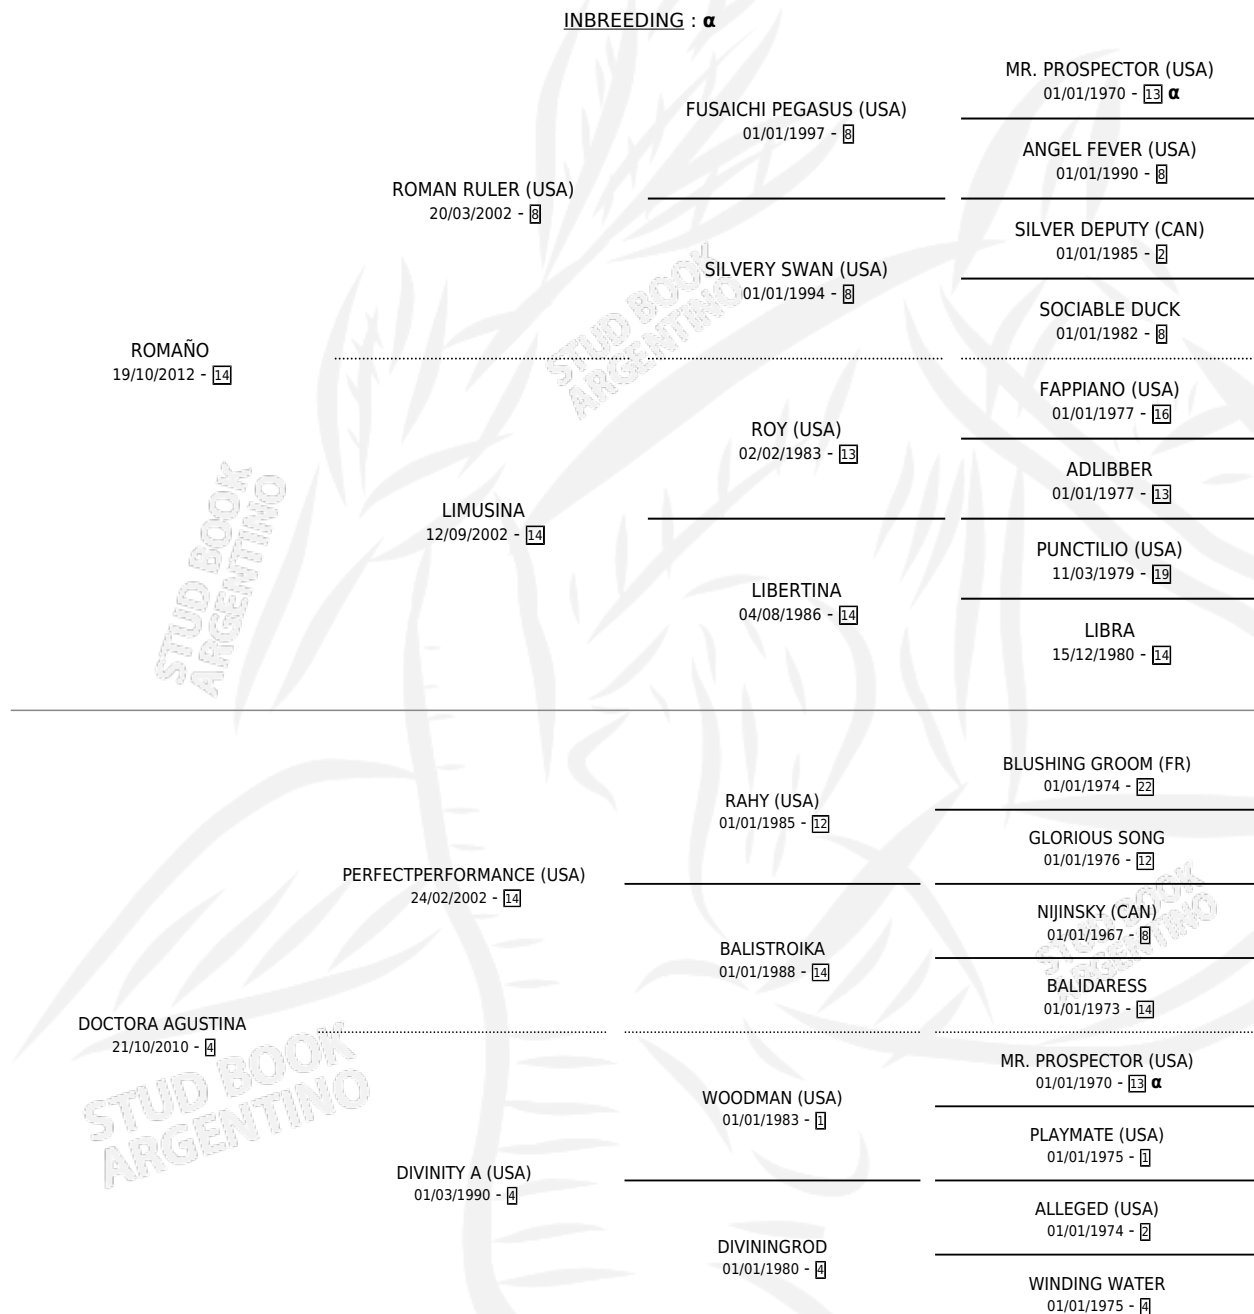 INBREEDING : α
MR. PROSPECTOR (USA)
01/01/1970 - 13 α
FUSAICHI PEGASUS (USA)
01/01/1997 - 8
ANGEL FEVER (USA)
01/01/1990 - 8
ROMAN RULER (USA)
20/03/2002 - 8
SILVER DEPUTY (CAN)
01/01/1985 - 2
SILVERY SWAN (USA)
01/01/1994 - 8
SOCIABLE DUCK
01/01/1982 - 8
ROMAÑO
19/10/2012 - 14
FAPPIANO (USA)
01/01/1977 - 16
ROY (USA)
02/02/1983 - 13
ADLIBBER
01/01/1977 - 13
LIMUSINA
12/09/2002 - 14
PUNCTILIO (USA)
11/03/1979 - 19
LIBERTINA
04/08/1986 - 14
LIBRA
15/12/1980 - 14
BLUSHING GROOM (FR)
01/01/1974 - 22
RAHY (USA)
01/01/1985 - 12
GLORIOUS SONG
01/01/1976 - 12
PERFECTPERFORMANCE (USA)
24/02/2002 - 14
NIJINSKY (CAN)
01/01/1967 - 8
BALISTROIKA
01/01/1988 - 14
BALIDARESS
01/01/1973 - 14
DOCTORA AGUSTINA
21/10/2010 - 4
MR. PROSPECTOR (USA)
01/01/1970 - 13 α
WOODMAN (USA)
01/01/1983 - 1
PLAYMATE (USA)
01/01/1975 - 1
DIVINITY A (USA)
01/03/1990 - 4
ALLEGED (USA)
01/01/1974 - 2
DIVININGROD
01/01/1980 - 4
WINDING WATER
01/01/1975 - 4
STUD BOOK
ARGENTINO
STUD BOOK
ARGENTINO
STUD BOOK
ARGENTINO
STUD BOOK
ARGENTINO